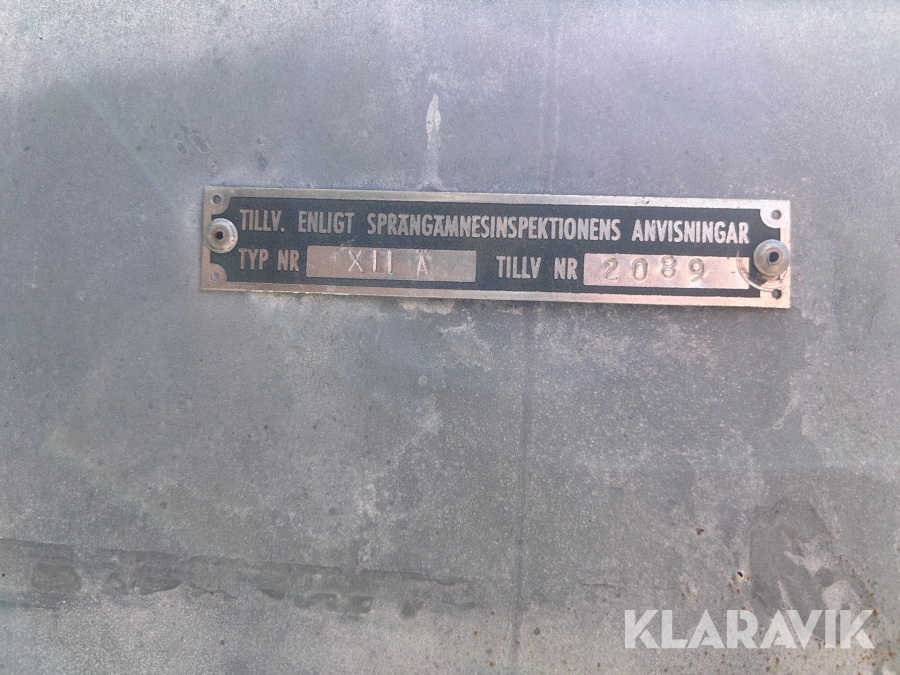 TILLV. ENLIGT SPRÄNGÄMNESINSPEKTIONENS ANVISNINGAR
TYP NR XII A TILLV NR 2089
KLARAVIK